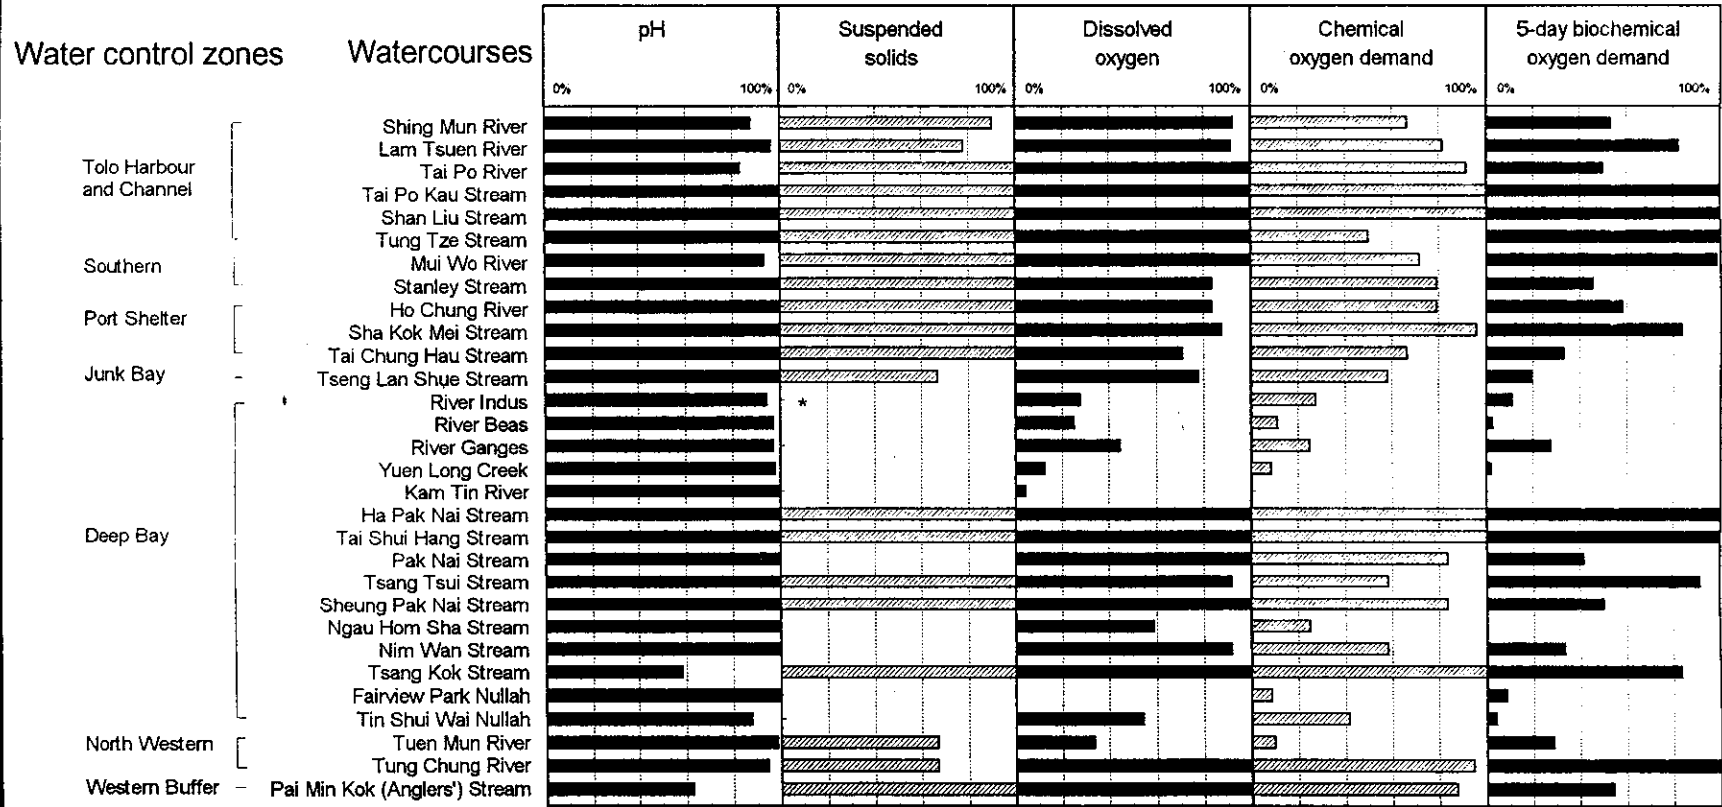 Water control zones Watercourses
pH
0% 100%
Suspended
solids
0% 100%
Dissolved
oxygen
0% 100%
Chemical
oxygen demand
0% 100%
5-day biochemical
oxygen demand
0% 100%
Tolo Harbour
and Channel
Shing Mun River
Lam Tsuen River
Tai Po River
Tai Po Kau Stream
Shan Liu Stream
Tung Tze Stream
Southern
Mui Wo River
Stanley Stream
Port Shelter
Ho Chung River
Sha Kok Mei Stream
Tai Chung Hau Stream
Junk Bay
Tseng Lan Shue Stream
Deep Bay
River Indus *
River Beas
River Ganges
Yuen Long Creek
Kam Tin River
Ha Pak Nai Stream
Tai Shui Hang Stream
Pak Nai Stream
Tsang Tsui Stream
Sheung Pak Nai Stream
Ngau Hom Sha Stream
Nim Wan Stream
Tsang Kok Stream
Fairview Park Nullah
Tin Shui Wai Nullah
North Western
Tuen Mun River
Tung Chung River
Western Buffer
Pai Min Kok (Anglers') Stream